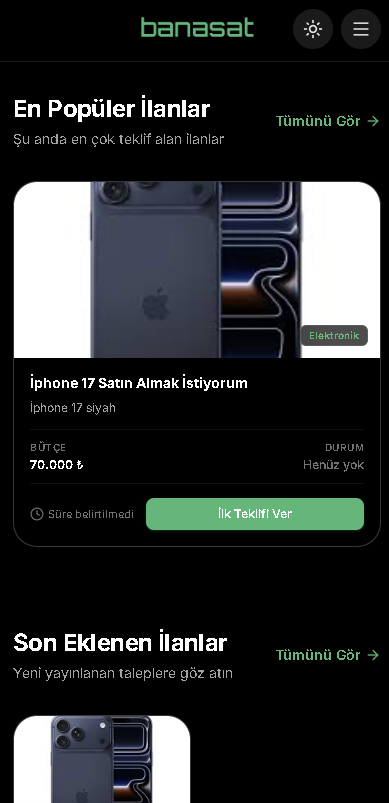 banasat
En Popüler İlanlar
Tümünü Gör →
Şu anda en çok teklif alan ilanlar
Elektronik
İphone 17 Satın Almak İstiyorum
İphone 17 siyah
BÜTÇE
DURUM
70.000 ₺
Henüz yok
Süre belirtilmedi
İlk Teklifi Ver
Son Eklenen İlanlar
Tümünü Gör →
Yeni yayınlanan taleplere göz atın